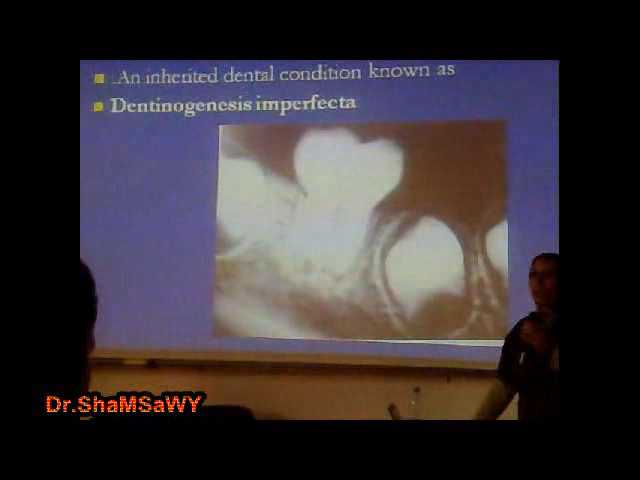 .An inherited dental condition known as
Dentinogenesis imperfecta
Dr.ShaMSaWY